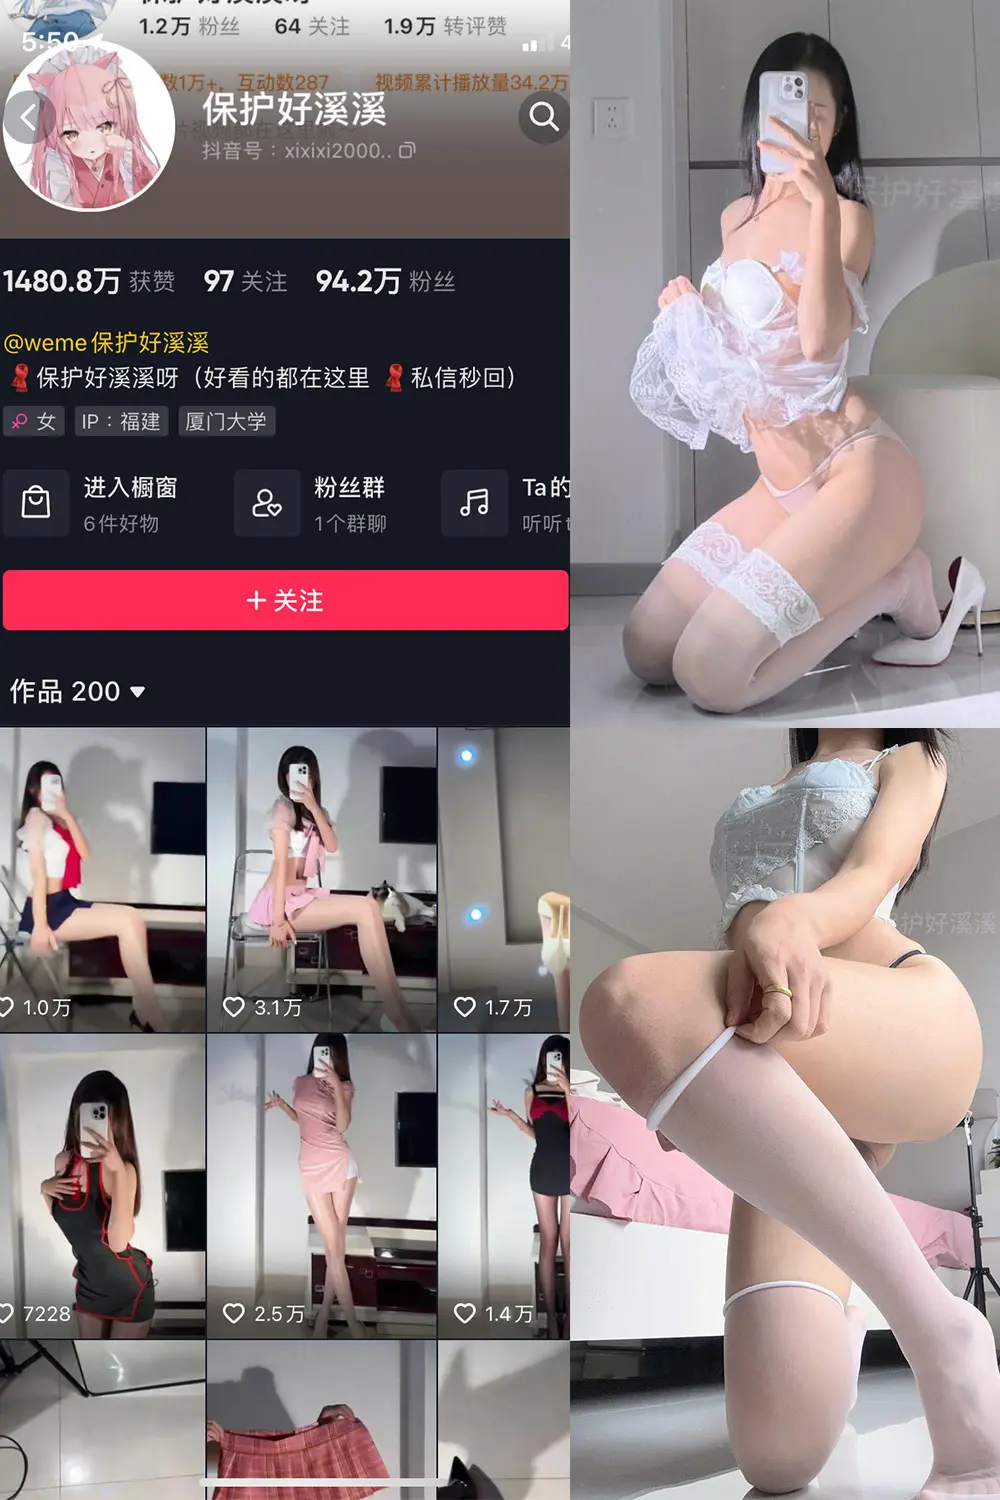 1.2万 粉丝 64 关注 1.9万 转评赞
5:50
数1万+，互动数287 视频累计播放量34.2万
保护好溪溪
抖音号：xixixi2000..
1480.8万 获赞 97 关注 94.2万 粉丝
@weme保护好溪溪
保护好溪溪呀（好看的都在这里 私信秒回）
女 IP：福建 厦门大学
进入橱窗 粉丝群 Ta的
6件好物 1个群聊 听听
+ 关注
作品 200
1.0万 3.1万 1.7万
7228 2.5万 1.4万
保护好溪
保护好溪溪